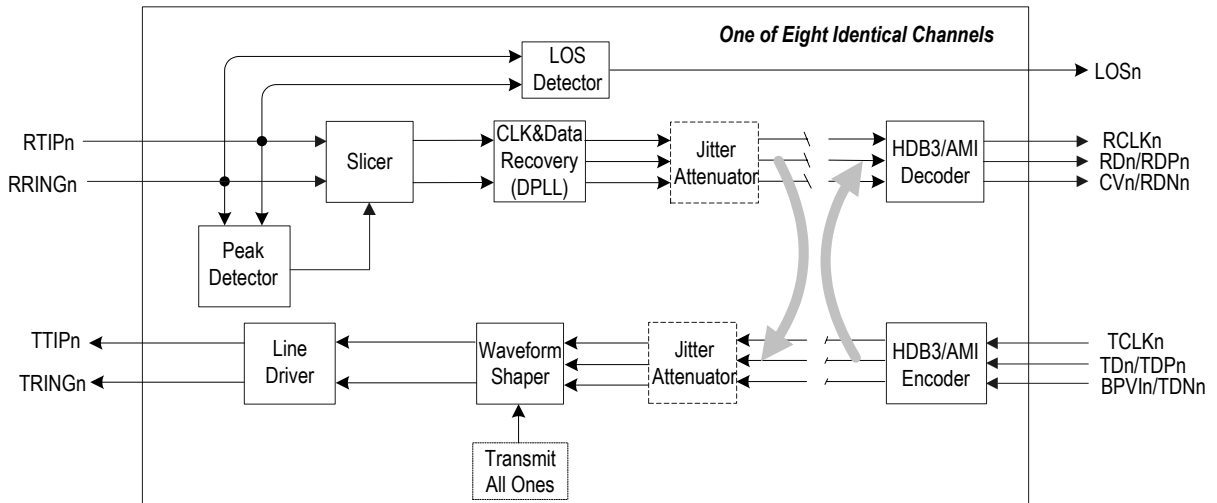 One of Eight Identical Channels
LOS
Detector
LOSn
RTIPn
RRINGn
Slicer
CLK&Data
Recovery
(DPLL)
Jitter
Attenuator
HDB3/AMI
Decoder
RCLKn
RDn/RDPn
CVn/RDNn
Peak
Detector
TTIPn
TRINGn
Line
Driver
Waveform
Shaper
Jitter
Attenuator
HDB3/AMI
Encoder
TCLKn
TDn/TDPn
BPVIn/TDNn
Transmit
All Ones